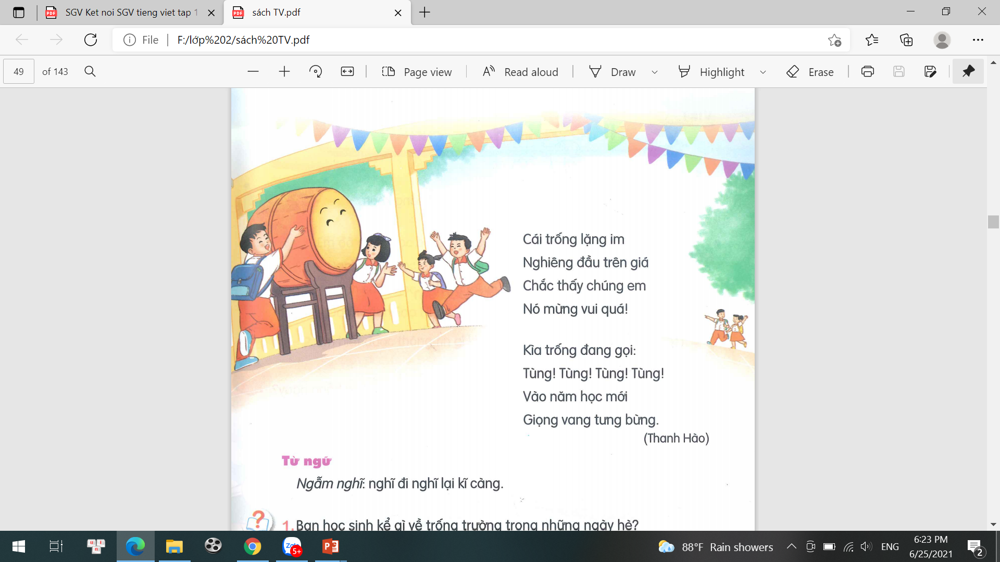 SGV Ket noi SGV tieng viet tap 1
sách TV.pdf
File
F:/lớp%202/sách%20TV.pdf
49 of 143
Page view
Read aloud
Draw
Highlight
Erase
Cái trống lặng im
Nghiêng đầu trên giá
Chắc thấy chúng em
Nó mừng vui quá!
Kìa trống đang gọi:
Tùng! Tùng! Tùng! Tùng!
Vào năm học mới
Giọng vang tưng bừng.
(Thanh Hào)
Từ ngữ
Ngẫm nghĩ: nghĩ đi nghĩ lại kĩ càng.
1. Bạn học sinh kể gì về trống trường trong những ngày hè?
u i n
Zalo
5+
88°F Rain showers
ENG
6:23 PM
6/25/2021
2